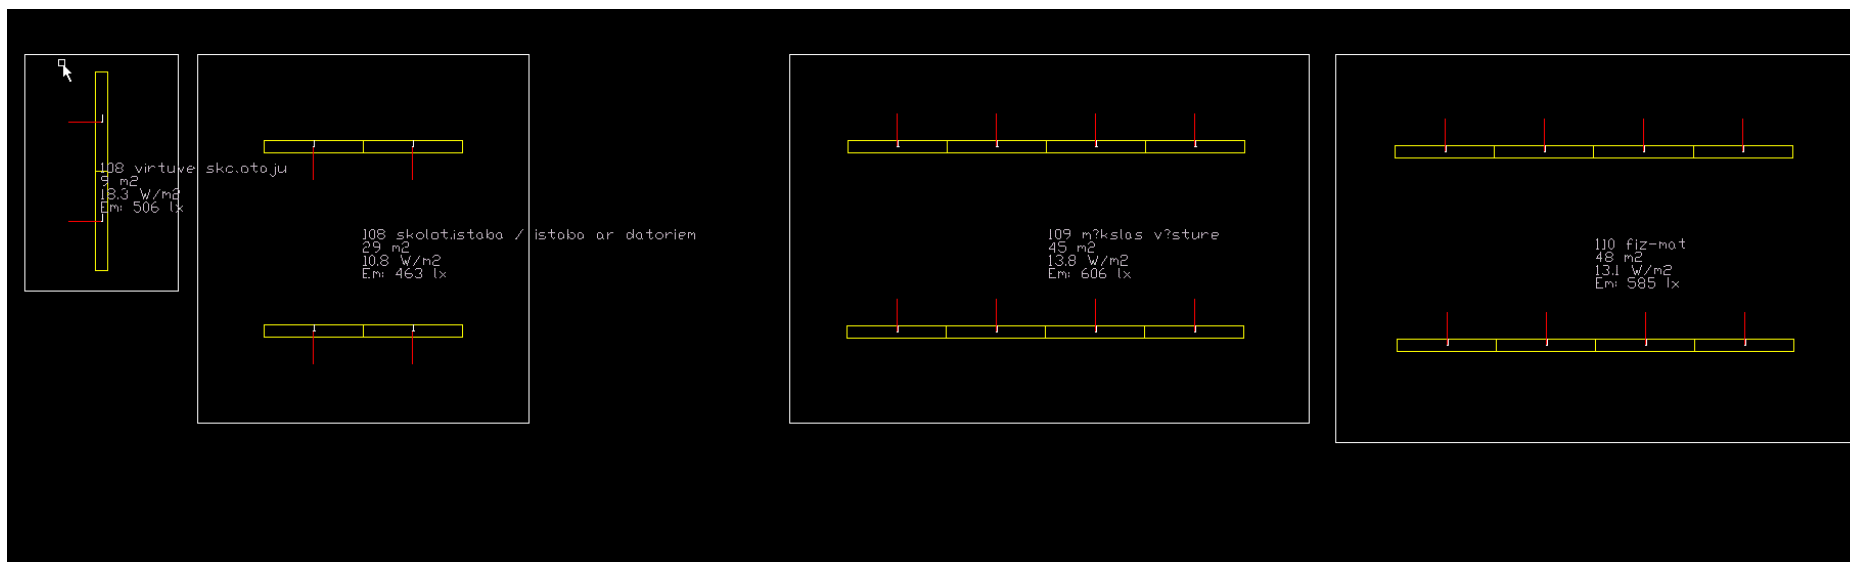 108 virtuve skc.otaju
9 m2
18.3 W/m2
Em: 506 lx
108 skolot.istaba / istaba ar datoriem
29 m2
10.8 W/m2
Em: 463 lx
109 m?kslas v?sture
45 m2
13.8 W/m2
Em: 606 lx
110 fiz-mat
48 m2
13.1 W/m2
Em: 585 lx